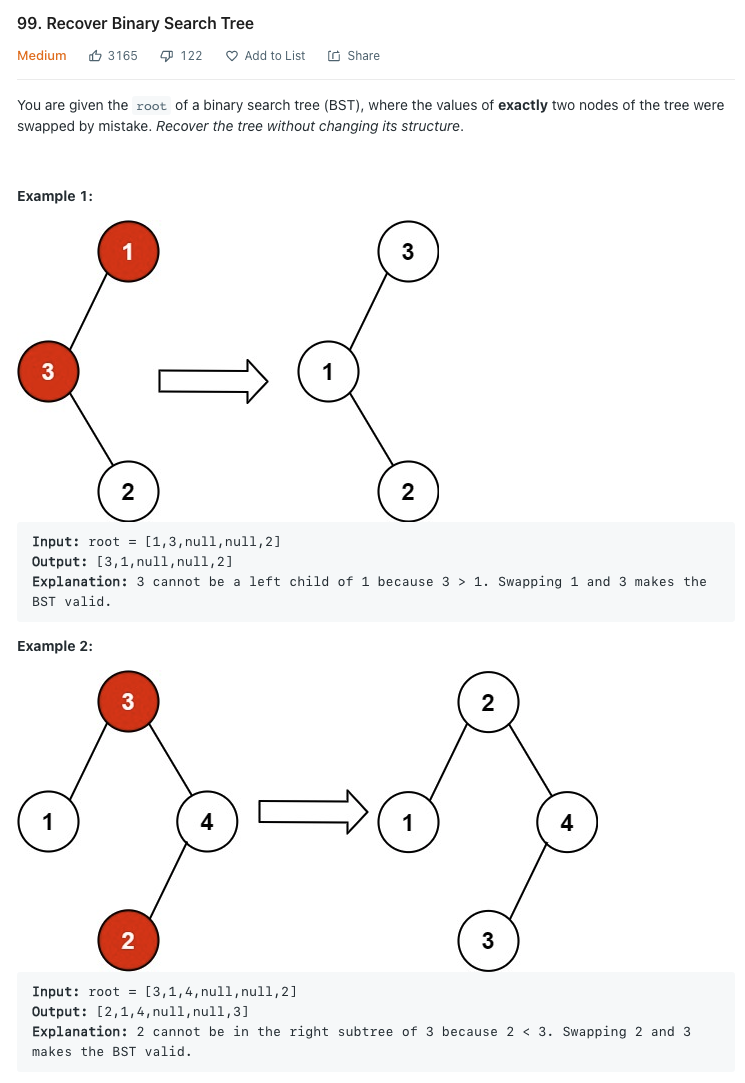 99. Recover Binary Search Tree
Medium 3165 122 Add to List Share
You are given the root of a binary search tree (BST), where the values of exactly two nodes of the tree were
swapped by mistake. Recover the tree without changing its structure.
Example 1:
1
3
3
1
2
2
Input: root = [1,3,null,null,2]
Output: [3,1,null,null,2]
Explanation: 3 cannot be a left child of 1 because 3 > 1. Swapping 1 and 3 makes the
BST valid.
Example 2:
3
2
1
4
1
4
2
3
Input: root = [3,1,4,null,null,2]
Output: [2,1,4,null,null,3]
Explanation: 2 cannot be in the right subtree of 3 because 2 < 3. Swapping 2 and 3
makes the BST valid.